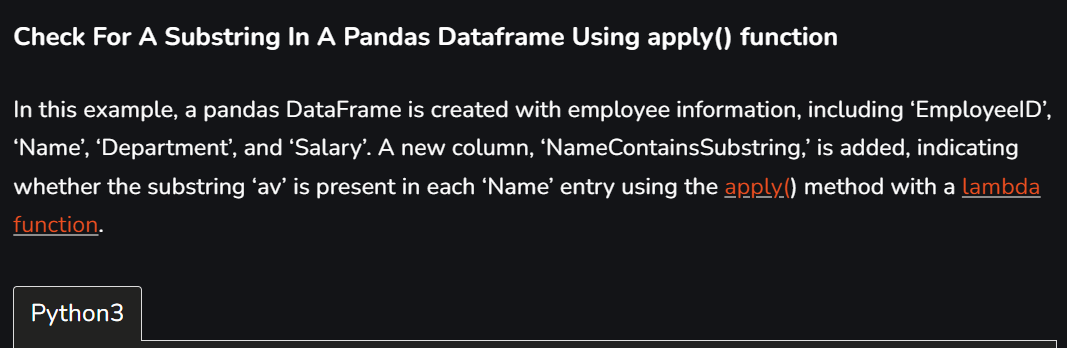 Check For A Substring In A Pandas Dataframe Using apply() function
In this example, a pandas DataFrame is created with employee information, including ‘EmployeeID’,
‘Name’, ‘Department’, and ‘Salary’. A new column, ‘NameContainsSubstring,’ is added, indicating
whether the substring ‘av’ is present in each ‘Name’ entry using the apply() method with a lambda
function.
Python3